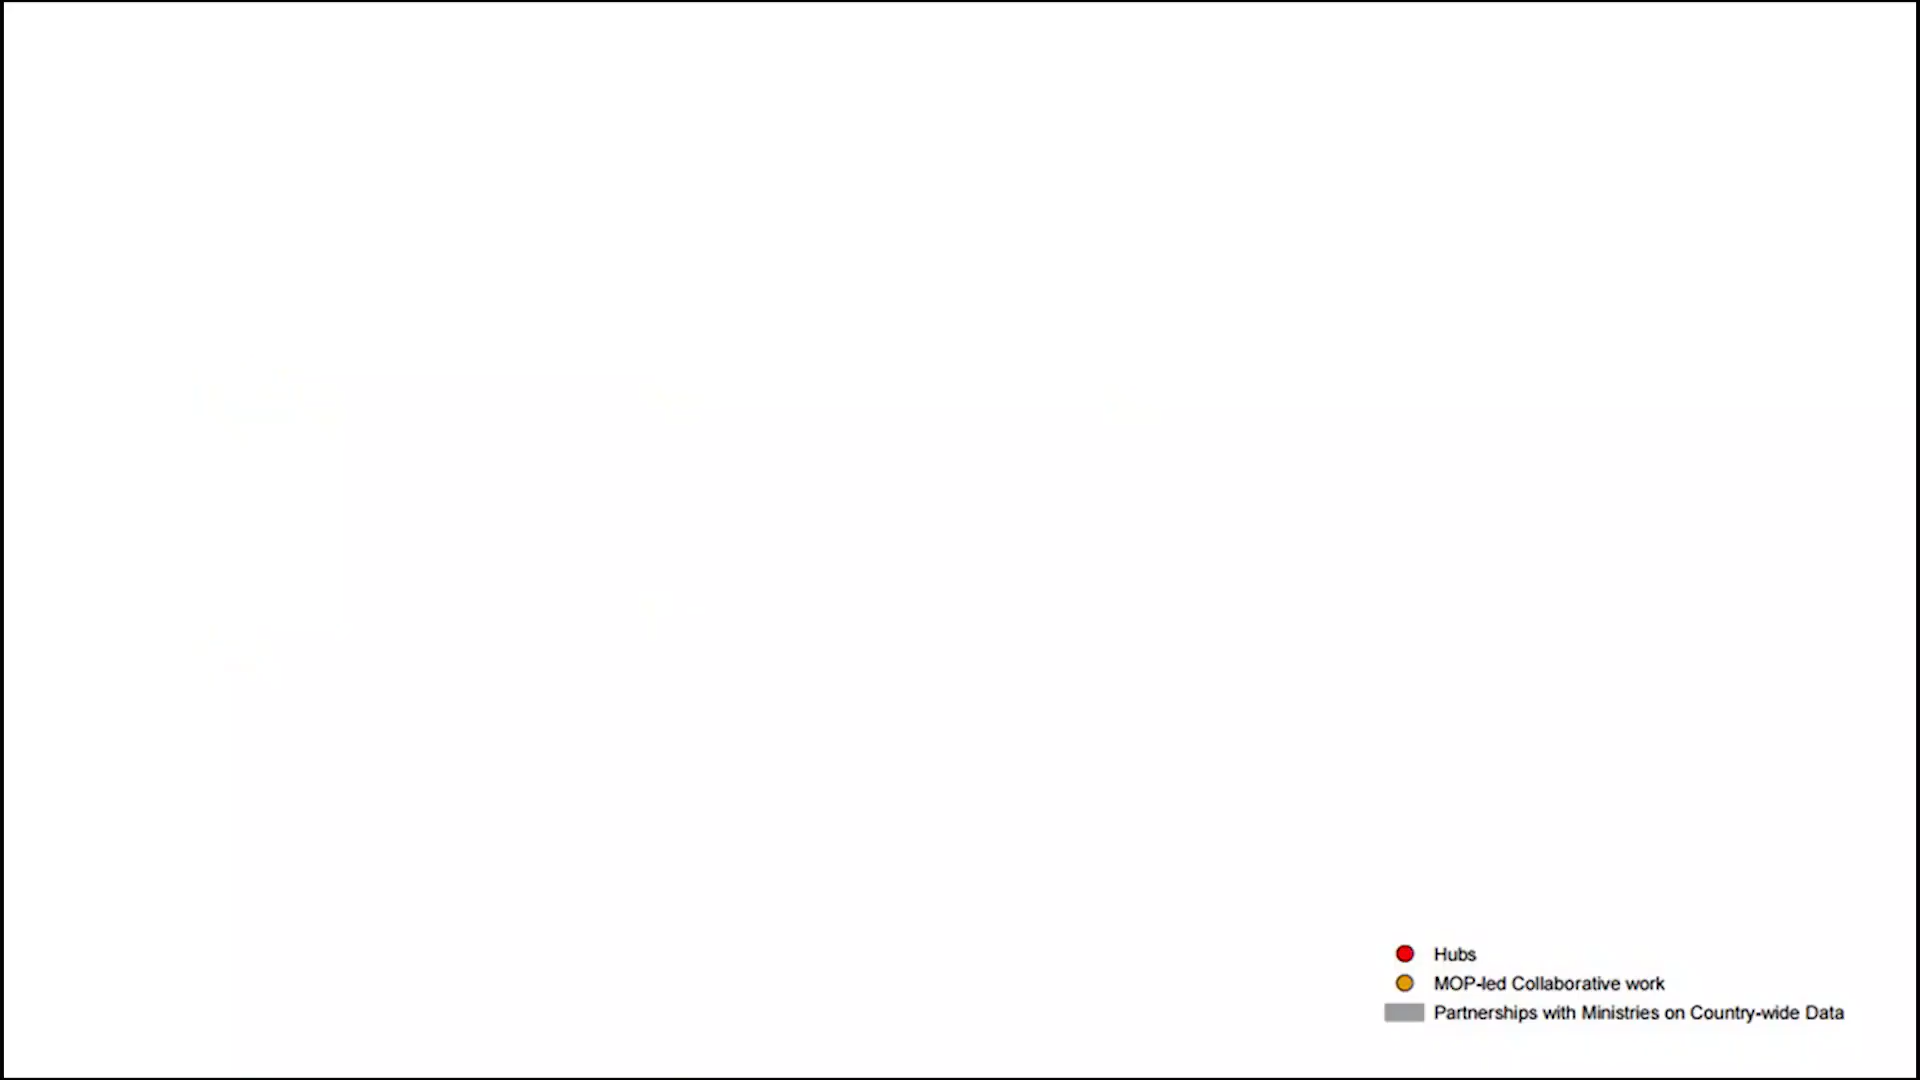 Hubs
MOP-led Collaborative work
Partnerships with Ministries on Country-wide Data